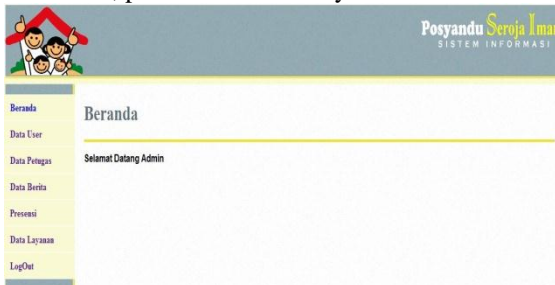 Posyandu Seroja
SISTEM INFORMASI
Beranda
Data User
Data Petugas
Data Berita
Presensi
Data Layanan
LogOut
Beranda
Selamat Datang Admin